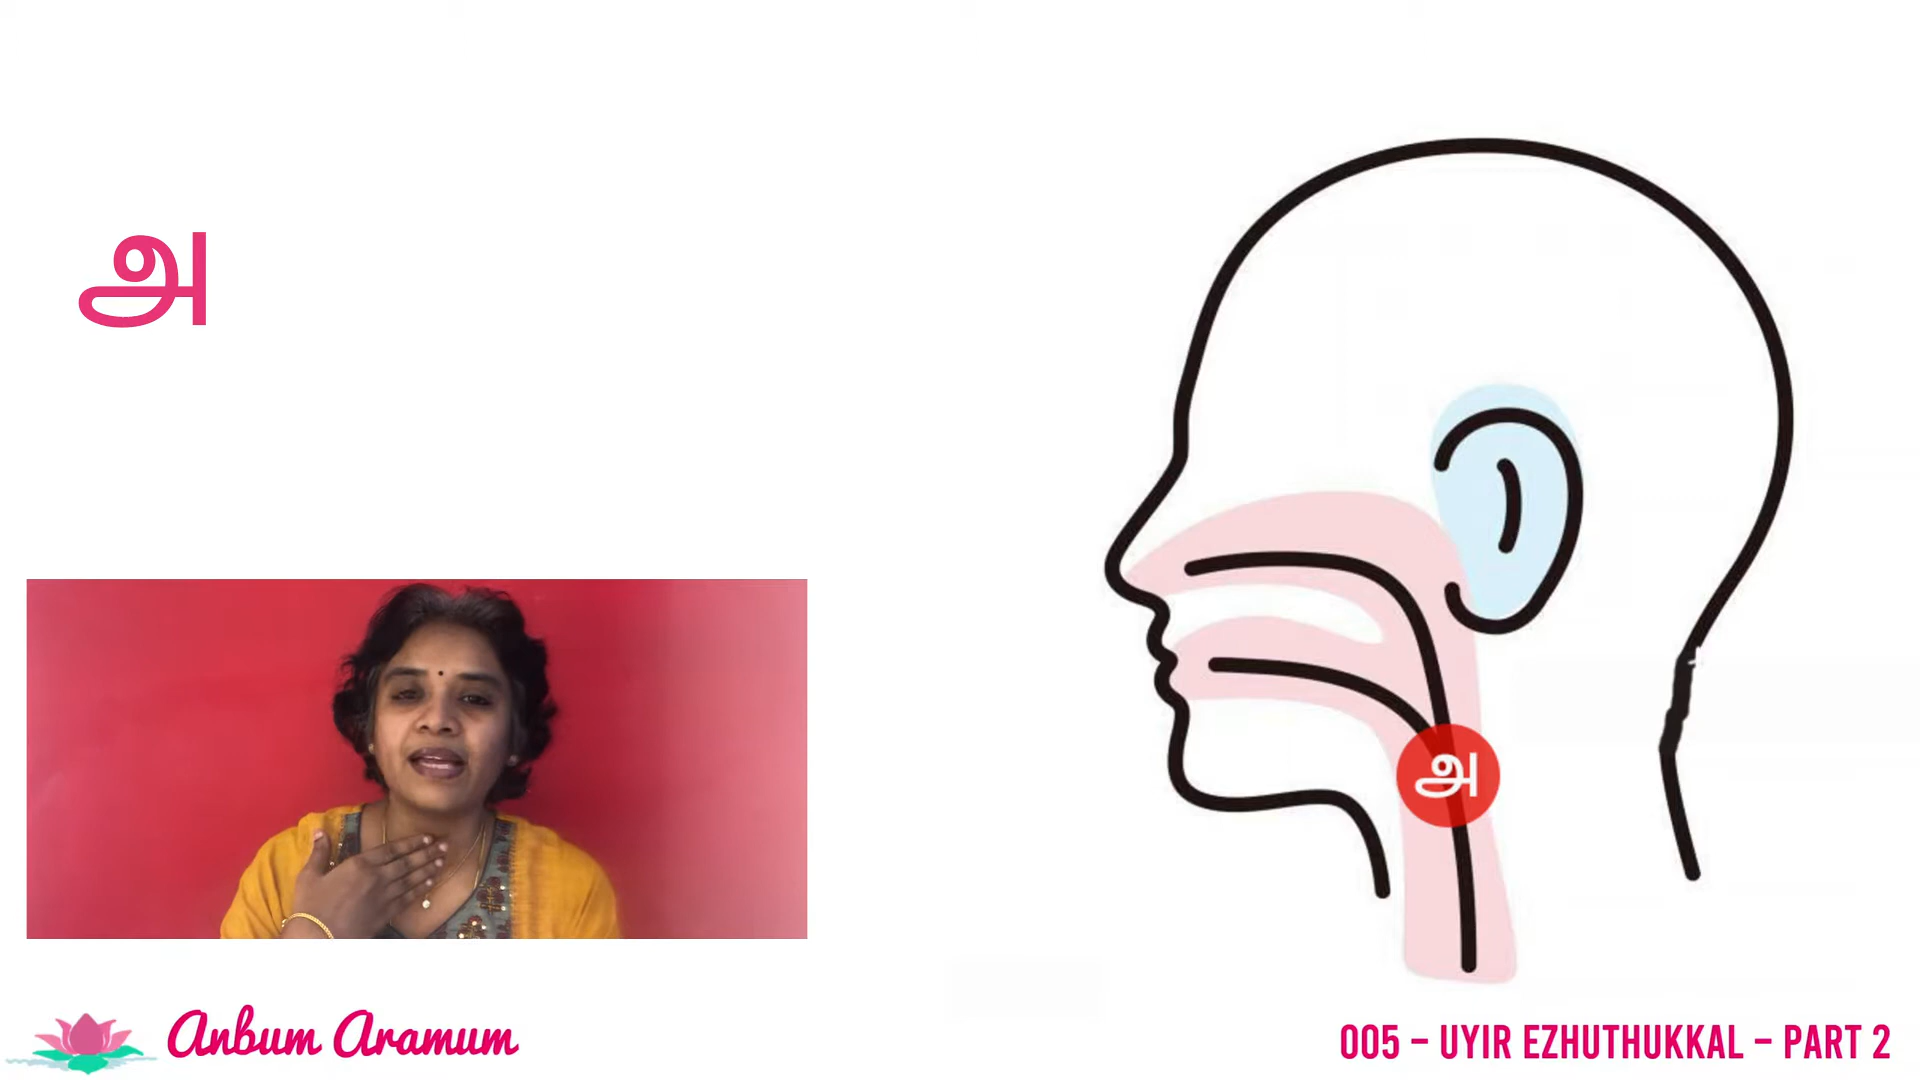 அ
அ
Anbum Aramum
005 – UYIR EZHUTHUKKAL – PART 2